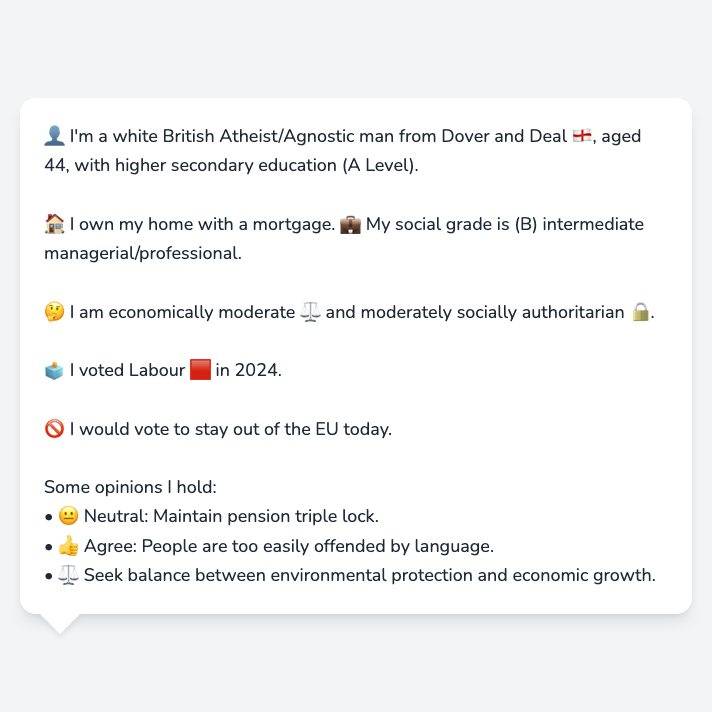 👤 I'm a white British Atheist/Agnostic man from Dover and Deal 🏴󠁧󠁢󠁥󠁮󠁧󠁿, aged
44, with higher secondary education (A Level).
🏠 I own my home with a mortgage. 💼 My social grade is (B) intermediate
managerial/professional.
🤔 I am economically moderate ⚖️ and moderately socially authoritarian 🔒.
🗳️ I voted Labour 🟥 in 2024.
🚫 I would vote to stay out of the EU today.
Some opinions I hold:
• 😐 Neutral: Maintain pension triple lock.
• 👍 Agree: People are too easily offended by language.
• ⚖️ Seek balance between environmental protection and economic growth.